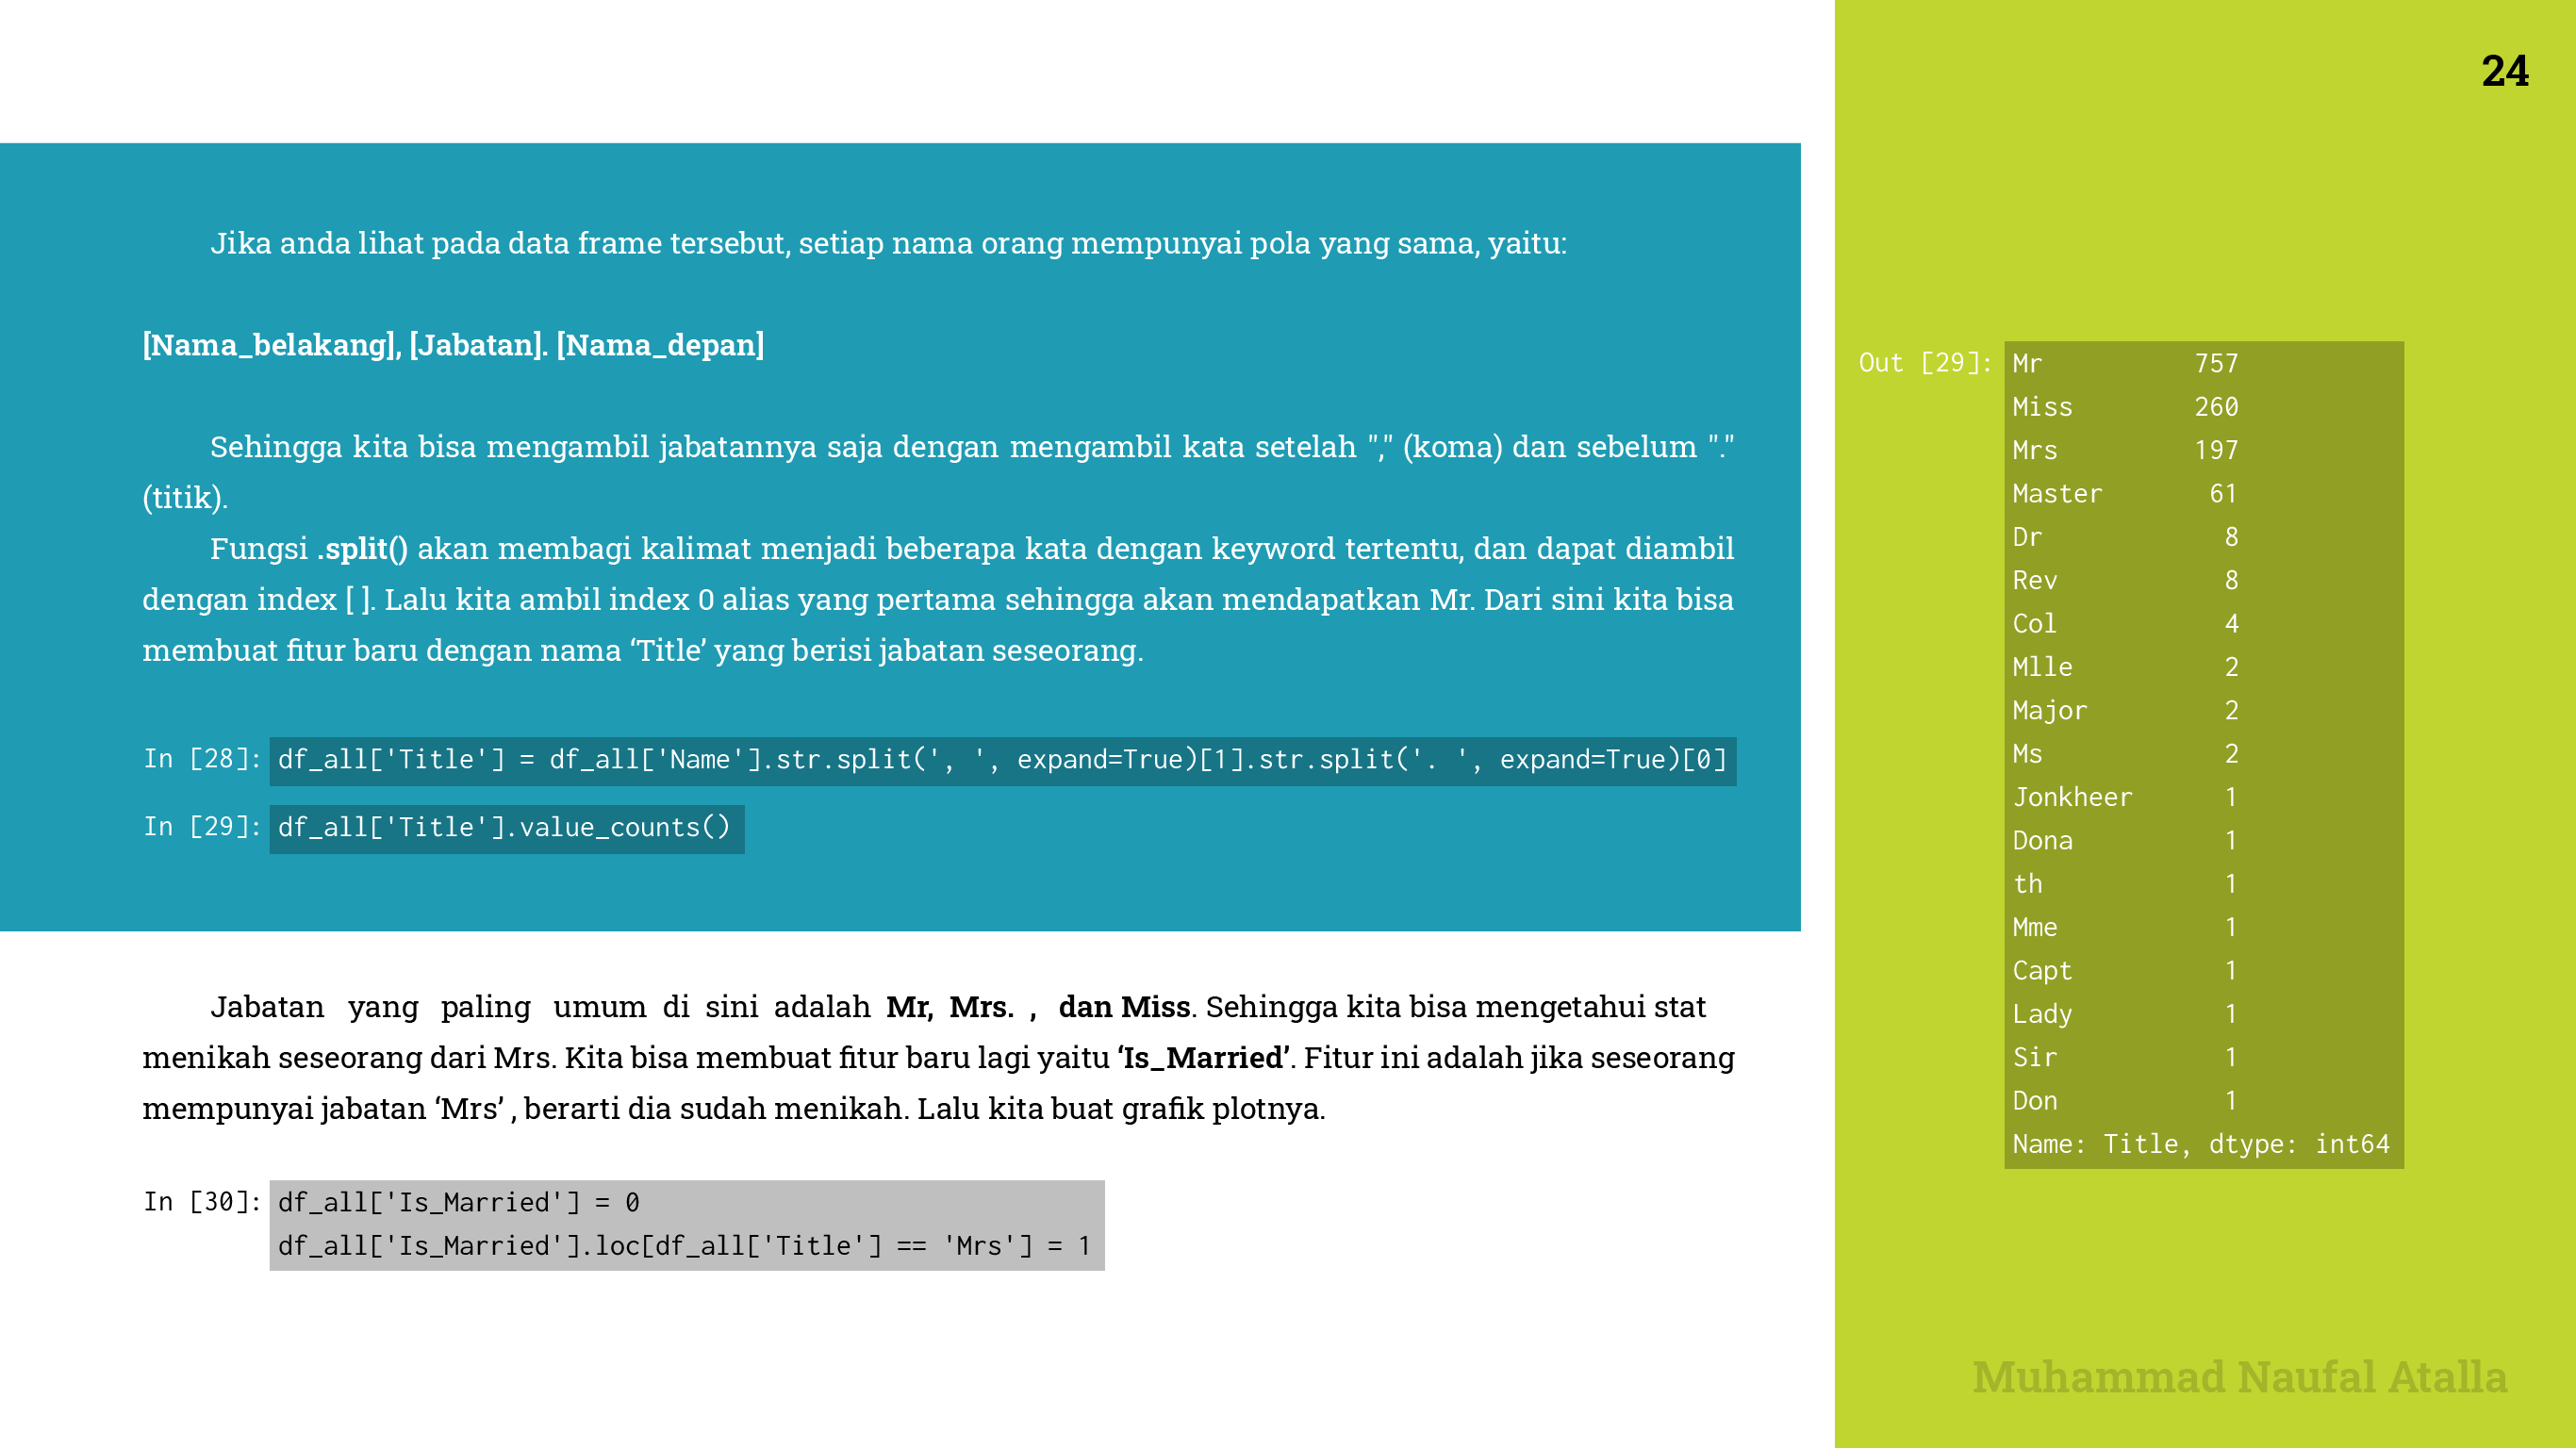 24
Jika anda lihat pada data frame tersebut, setiap nama orang mempunyai pola yang sama, yaitu:
[Nama_belakang], [Jabatan]. [Nama_depan]
Sehingga kita bisa mengambil jabatannya saja dengan mengambil kata setelah "," (koma) dan sebelum "."
(titik).
Fungsi .split() akan membagi kalimat menjadi beberapa kata dengan keyword tertentu, dan dapat diambil
dengan index [ ]. Lalu kita ambil index 0 alias yang pertama sehingga akan mendapatkan Mr. Dari sini kita bisa
membuat fitur baru dengan nama ‘Title’ yang berisi jabatan seseorang.
In [28]: df_all['Title'] = df_all['Name'].str.split(', ', expand=True)[1].str.split('. ', expand=True)[0]
In [29]: df_all['Title'].value_counts()
Jabatan yang paling umum di sini adalah Mr, Mrs. , dan Miss. Sehingga kita bisa mengetahui stat
menikah seseorang dari Mrs. Kita bisa membuat fitur baru lagi yaitu ‘Is_Married’. Fitur ini adalah jika seseorang
mempunyai jabatan ‘Mrs’ , berarti dia sudah menikah. Lalu kita buat grafik plotnya.
In [30]: df_all['Is_Married'] = 0
df_all['Is_Married'].loc[df_all['Title'] == 'Mrs'] = 1
Out [29]: Mr 757
Miss 260
Mrs 197
Master 61
Dr 8
Rev 8
Col 4
Mlle 2
Major 2
Ms 2
Jonkheer 1
Dona 1
th 1
Mme 1
Capt 1
Lady 1
Sir 1
Don 1
Name: Title, dtype: int64
Muhammad Naufal Atalla